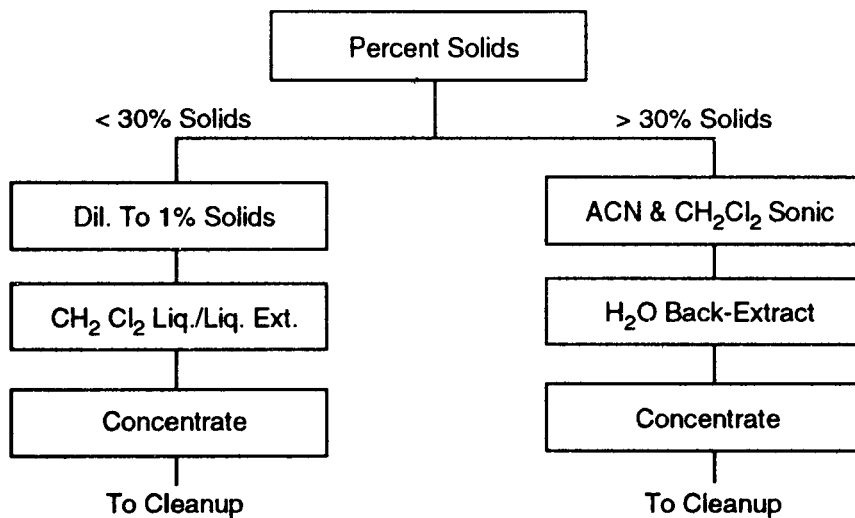 Percent Solids
< 30% Solids
> 30% Solids
Dil. To 1% Solids
ACN & CH₂Cl₂ Sonic
CH₂ Cl₂ Liq./Liq. Ext.
H₂O Back-Extract
Concentrate
Concentrate
To Cleanup
To Cleanup